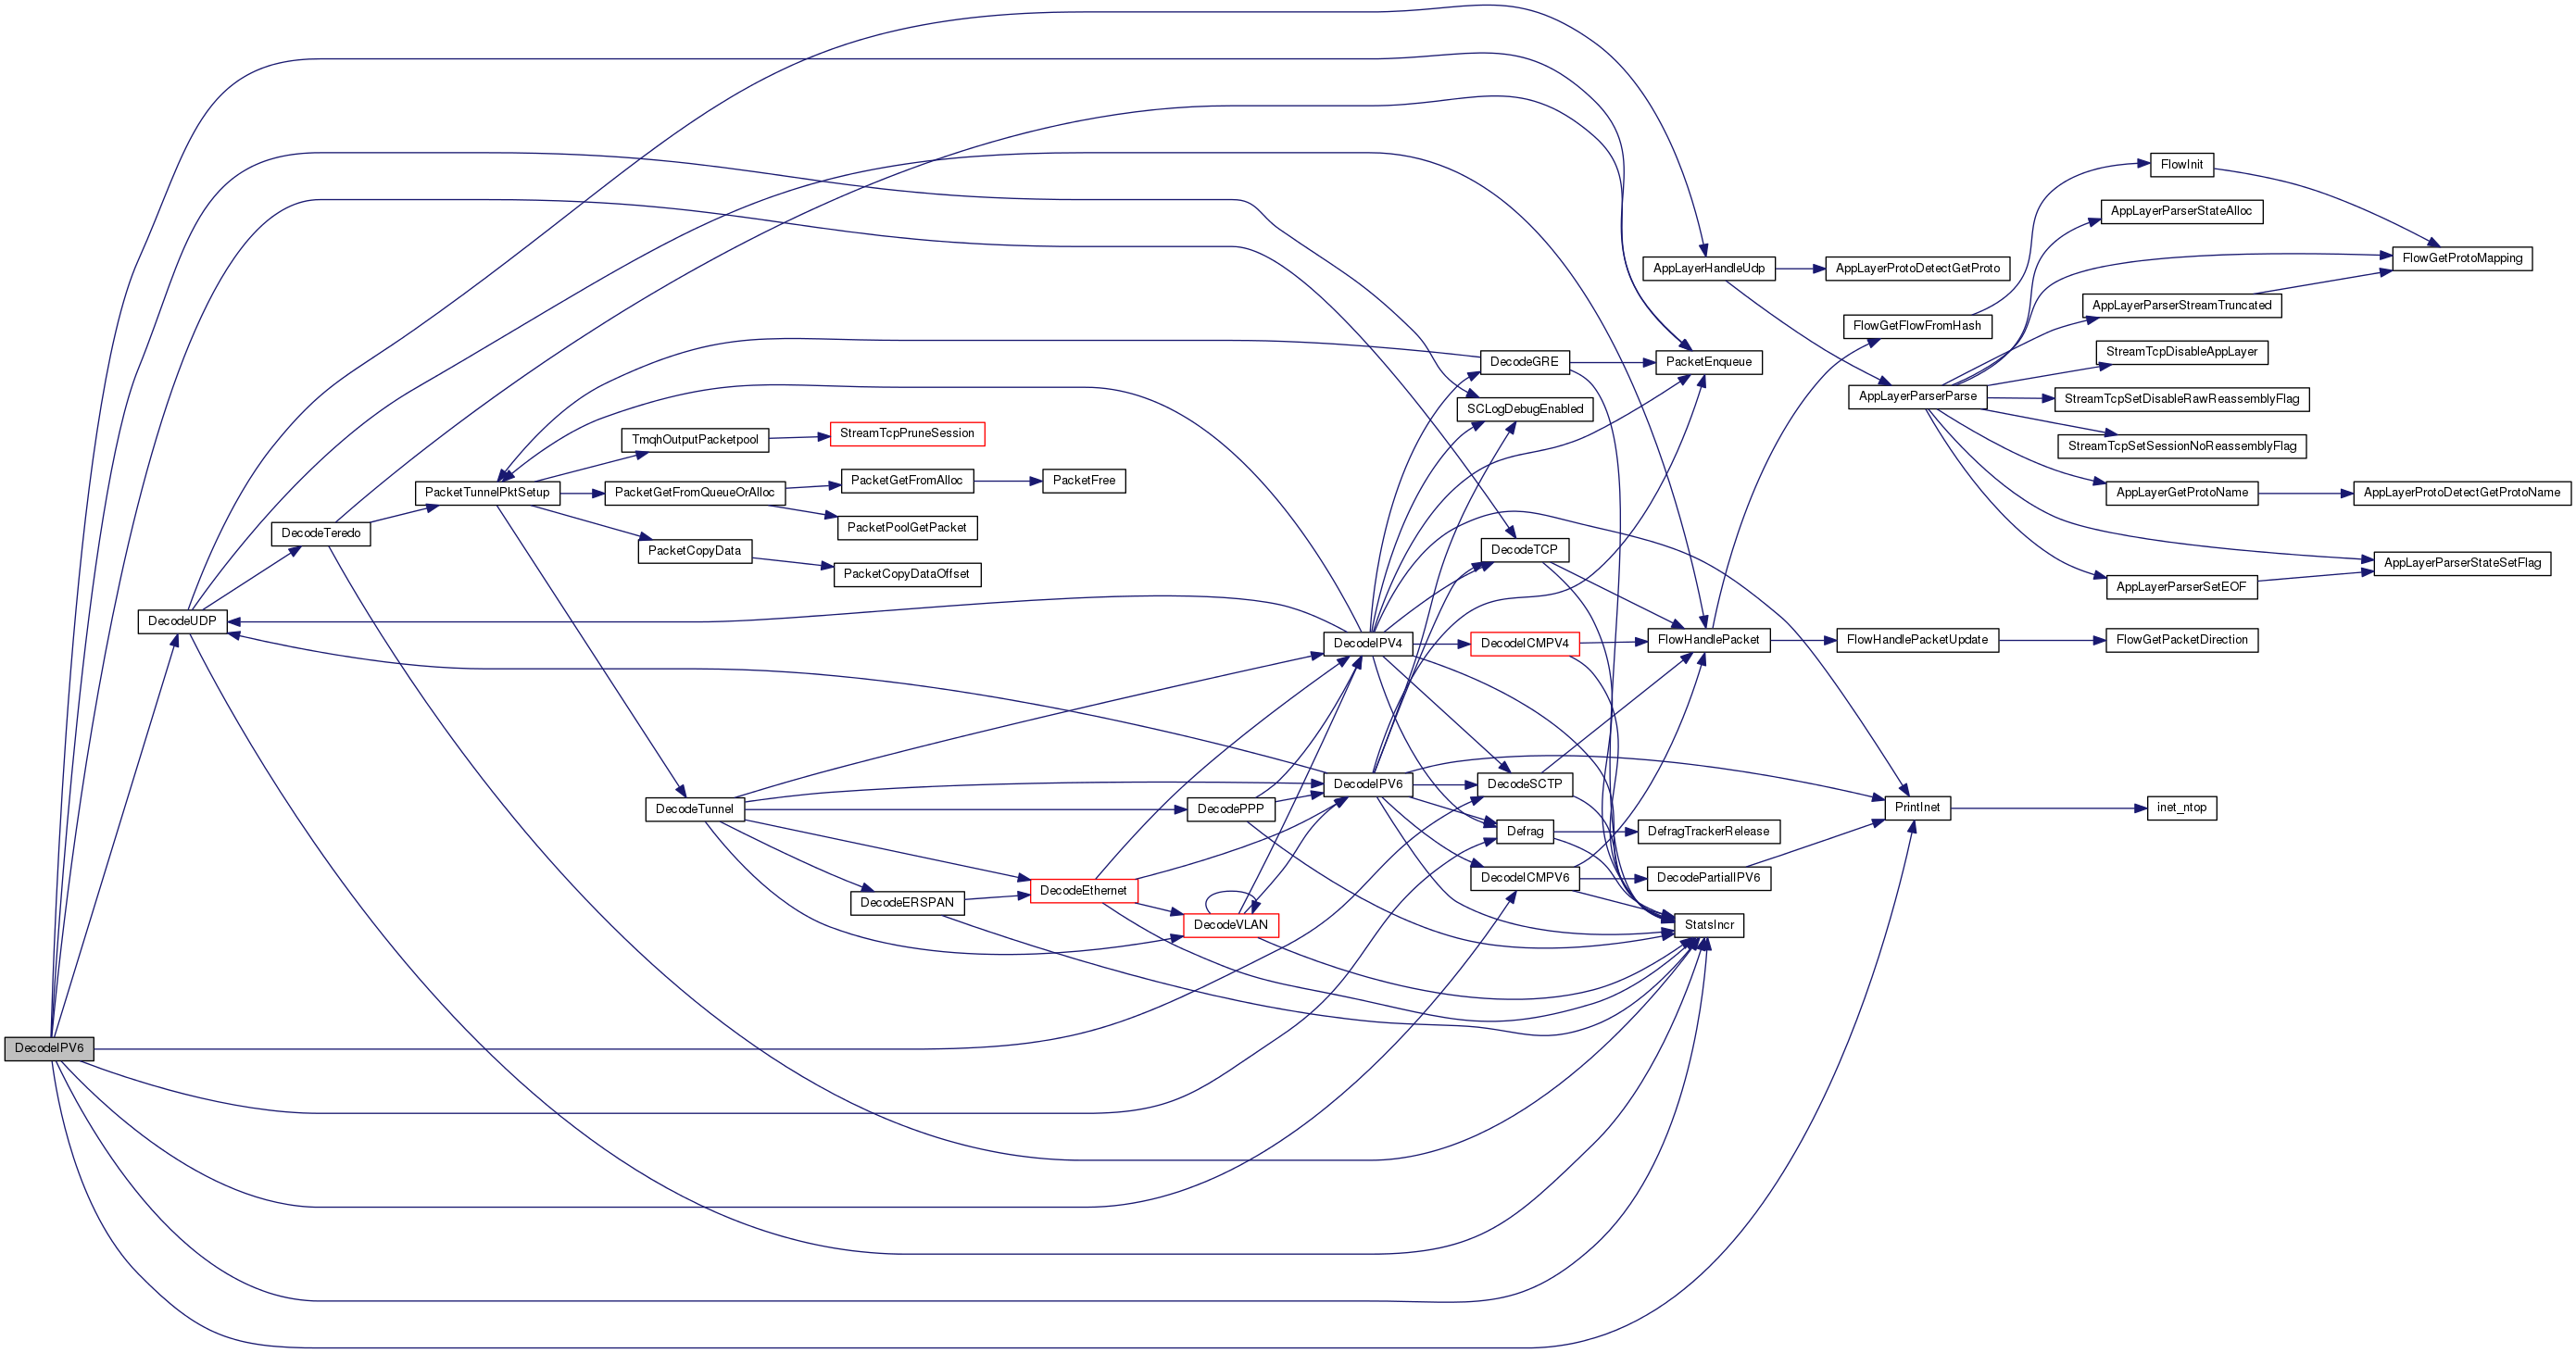 FlowInit
AppLayerParserStateAlloc
FlowGetProtoMapping
AppLayerHandleUdp
AppLayerProtoDetectGetProto
AppLayerParserStreamTruncated
FlowGetFlowFromHash
StreamTcpDisableAppLayer
DecodeGRE
PacketEnqueue
AppLayerParserParse
StreamTcpSetDisableRawReassemblyFlag
SCLogDebugEnabled
StreamTcpPruneSession
TmqhOutputPacketpool
StreamTcpSetSessionNoReassemblyFlag
PacketGetFromAlloc
PacketFree
PacketTunnelPktSetup
PacketGetFromQueueOrAlloc
AppLayerGetProtoName
AppLayerProtoDetectGetProtoName
PacketPoolGetPacket
DecodeTeredo
PacketCopyData
DecodeTCP
AppLayerParserStateSetFlag
PacketCopyDataOffset
AppLayerParserSetEOF
DecodeUDP
DecodeIPV4
DecodeICMPV4
FlowHandlePacket
FlowHandlePacketUpdate
FlowGetPacketDirection
DecodeIPV6
DecodeSCTP
DecodeTunnel
DecodePPP
PrintInet
inet_ntop
Defrag
DefragTrackerRelease
DecodeICMPV6
DecodePartialIPV6
DecodeEthernet
DecodeERSPAN
DecodeVLAN
StatsIncr
DecodeIPV6